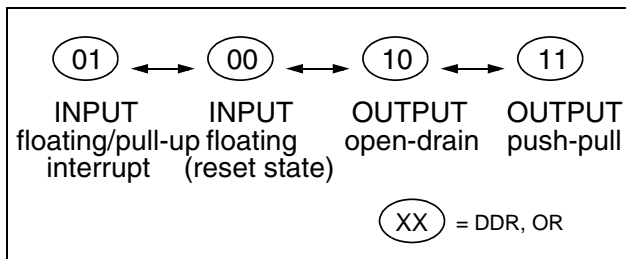 01 00 10 11
INPUT INPUT OUTPUT OUTPUT
floating/pull-up floating open-drain push-pull
interrupt (reset state)
XX = DDR, OR